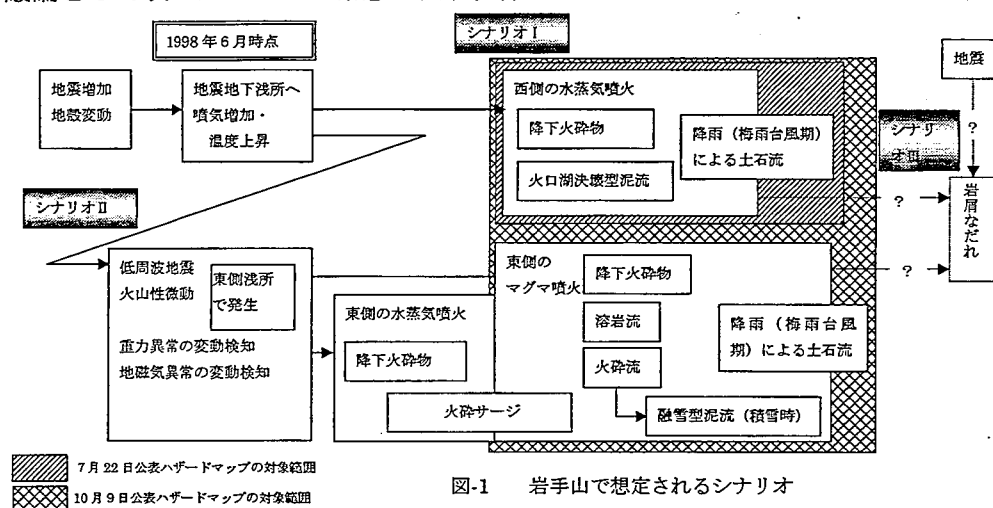 1998年6月時点
シナリオⅠ
地震増加
地殻変動
地震地下浅所へ
噴気増加・
温度上昇
西側の水蒸気噴火
降下火砕物
火口湖決壊型泥流
降雨（梅雨台風期）
による土石流
地震
?
シナリ
オⅢ
?
岩屑なだれ
シナリオⅡ
低周波地震
火山性微動
東側浅所
で発生
重力異常の変動検知
地磁気異常の変動検知
東側の水蒸気噴火
降下火砕物
火砕サージ
東側の
マグマ噴火
降下火砕物
溶岩流
火砕流
融雪型泥流（積雪時）
降雨（梅雨台風
期）による土石流
?
7月22日公表ハザードマップの対象範囲
10月9日公表ハザードマップの対象範囲
図-1 岩手山で想定されるシナリオ